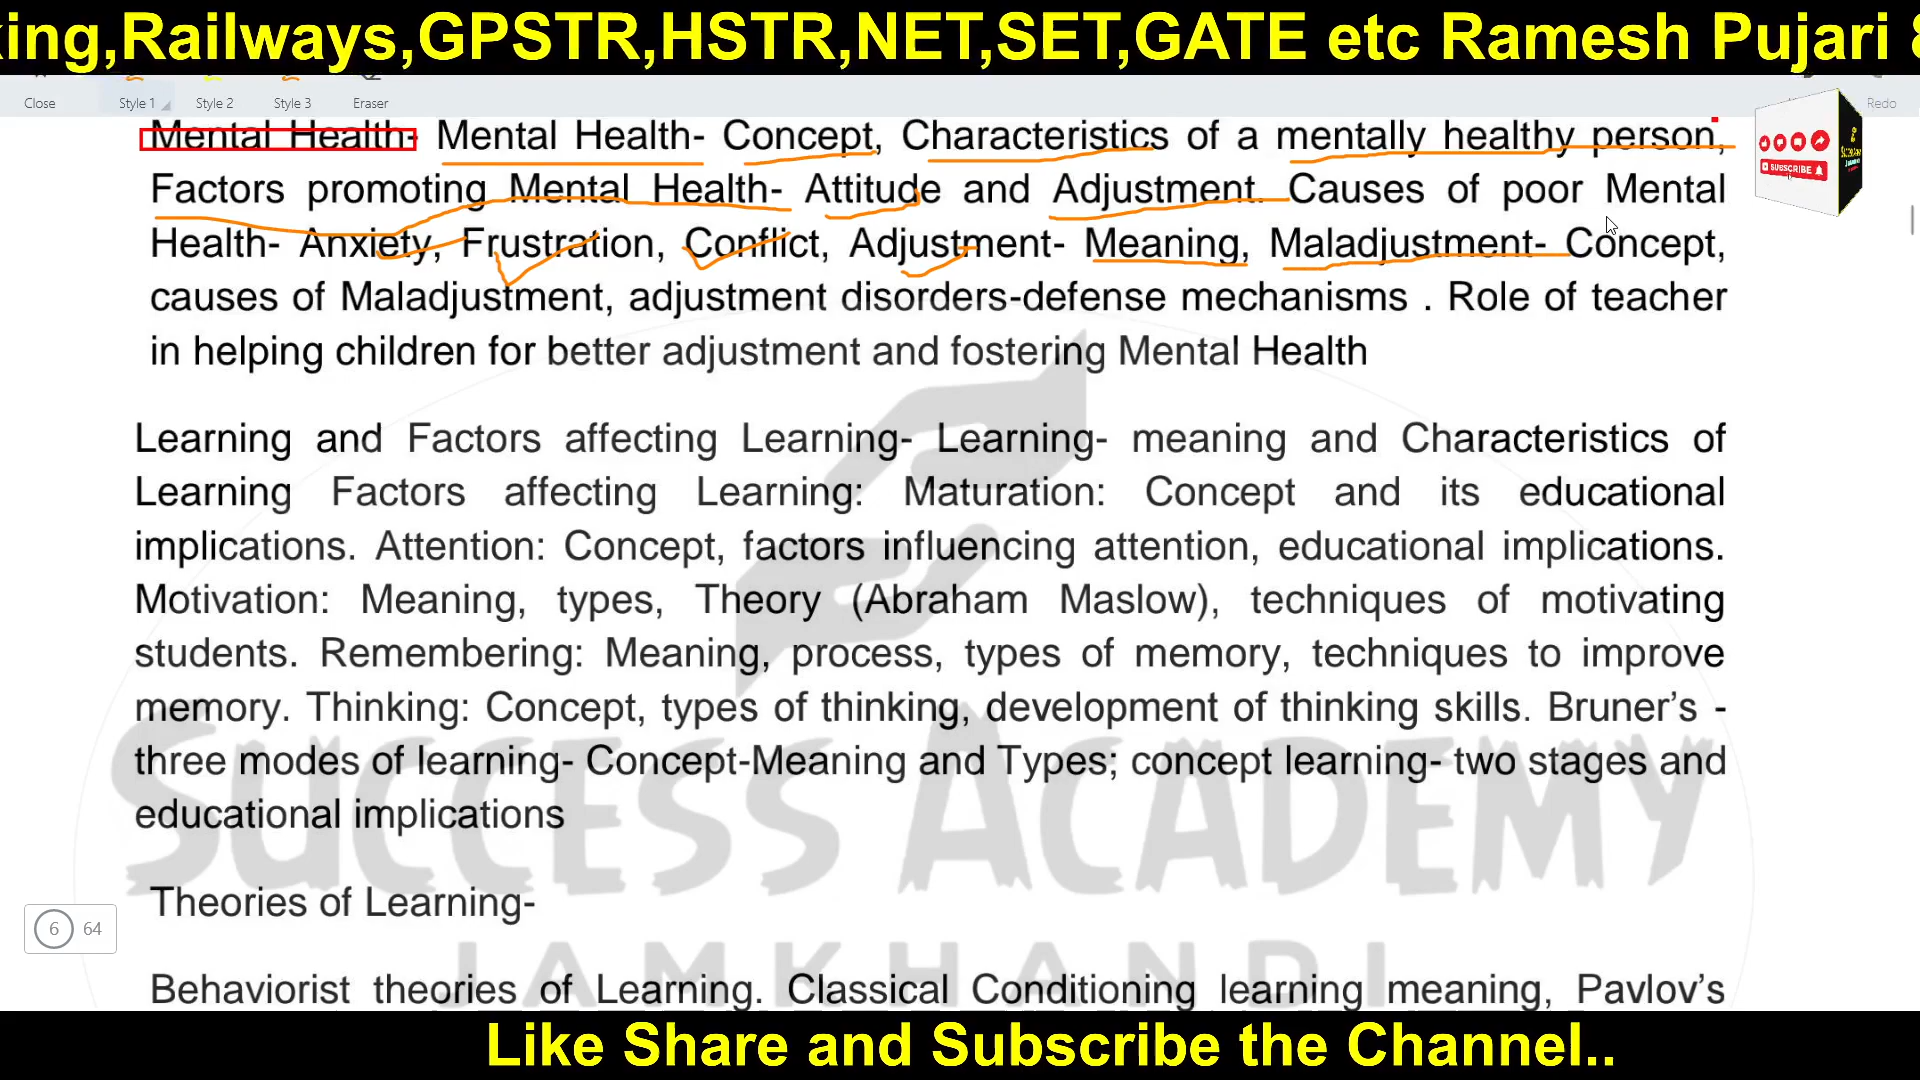 king,Railways,GPSTR,HSTR,NET,SET,GATE etc Ramesh Pujari &
Close Style 1 Style 2 Style 3 Eraser Redo
Mental Health- Mental Health- Concept, Characteristics of a mentally healthy person,
SUBSCRIBE
Factors promoting Mental Health- Attitude and Adjustment. Causes of poor Mental
Health- Anxiety, Frustration, Conflict, Adjustment- Meaning, Maladjustment- Concept,
causes of Maladjustment, adjustment disorders-defense mechanisms . Role of teacher
in helping children for better adjustment and fostering Mental Health
Learning and Factors affecting Learning- Learning- meaning and Characteristics of
Learning Factors affecting Learning: Maturation: Concept and its educational
implications. Attention: Concept, factors influencing attention, educational implications.
Motivation: Meaning, types, Theory (Abraham Maslow), techniques of motivating
students. Remembering: Meaning, process, types of memory, techniques to improve
memory. Thinking: Concept, types of thinking, development of thinking skills. Bruner’s -
three modes of learning- Concept-Meaning and Types; concept learning- two stages and
educational implications
SUCCESS ACADEMY
Theories of Learning-
6 64
JAMKHANDI
Behaviorist theories of Learning. Classical Conditioning learning meaning, Pavlov’s
Like Share and Subscribe the Channel..